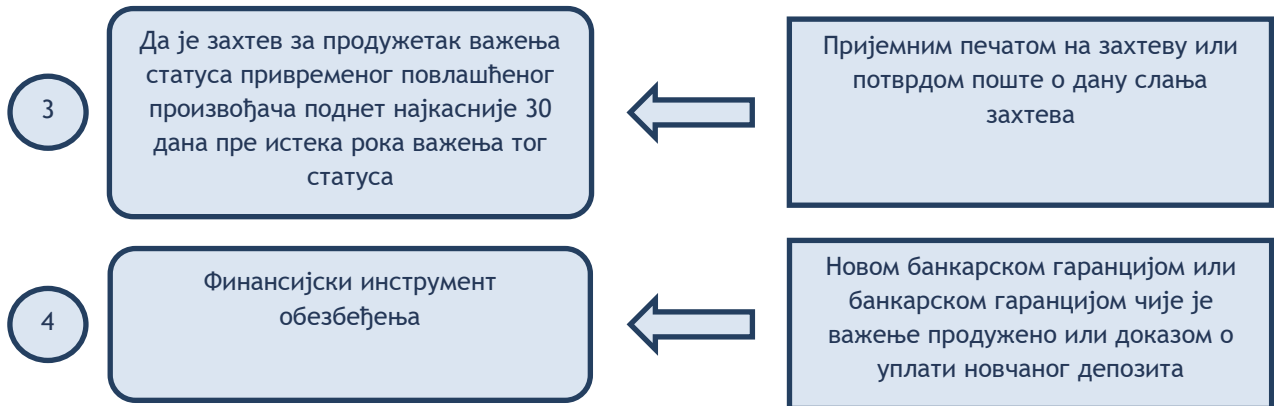 3
Да је захтев за продужетак важења
статуса привременог повлашћеног
произвођача поднет најкасније 30
дана пре истека рока важења тог
статуса
Пријемним печатом на захтеву или
потврдом поште о дану слања
захтева
4
Финансијски инструмент
обезбеђења
Новом банкарском гаранцијом или
банкарском гаранцијом чије је
важење продужено или доказом о
уплати новчаног депозита